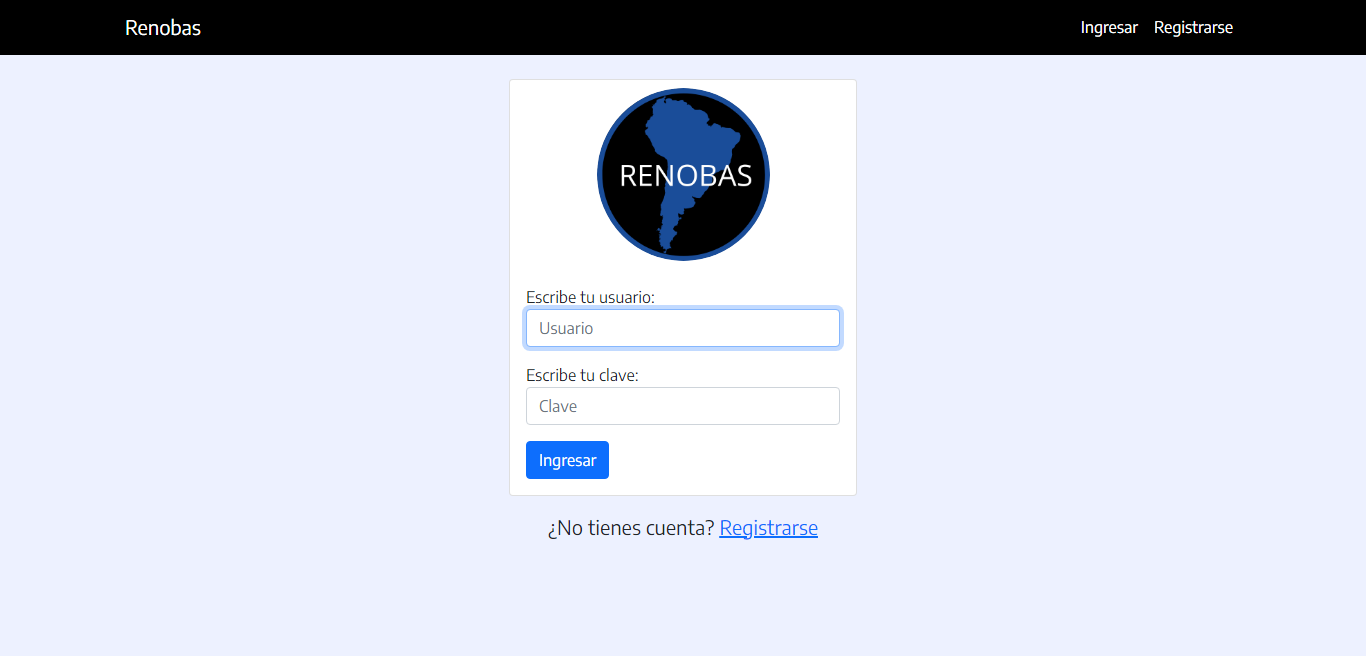 Renobas
Ingresar Registrarse
RENOBAS
Escribe tu usuario:
Usuario
Escribe tu clave:
Clave
Ingresar
¿No tienes cuenta? Registrarse